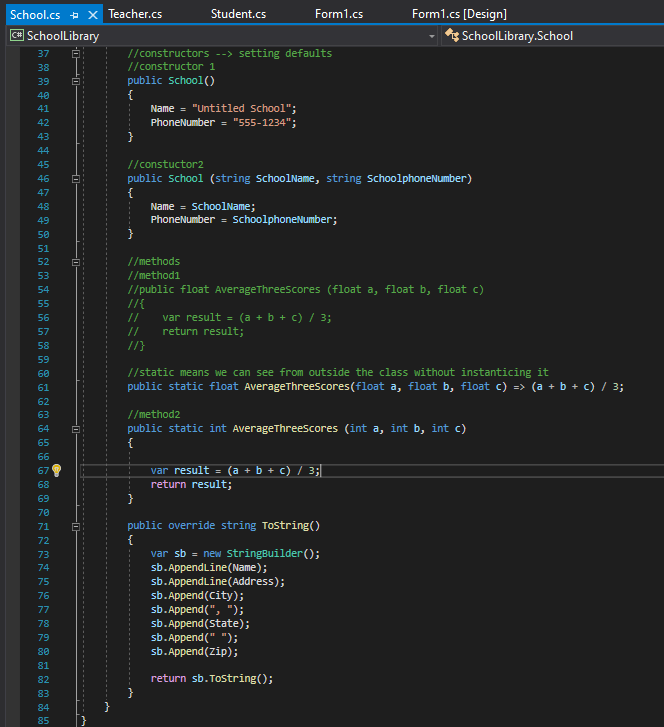 School.cs Teacher.cs Student.cs Form1.cs Form1.cs [Design]
C# SchoolLibrary SchoolLibrary.School
37 //constructors --> setting defaults
38 //constructor 1
39 public School()
40 {
41 Name = "Untitled School";
42 PhoneNumber = "555-1234";
43 }
44
45 //constuctor2
46 public School (string SchoolName, string SchoolphoneNumber)
47 {
48 Name = SchoolName;
49 PhoneNumber = SchoolphoneNumber;
50 }
51
52 //methods
53 //method1
54 //public float AverageThreeScores (float a, float b, float c)
55 //{
56 // var result = (a + b + c) / 3;
57 // return result;
58 //}
59
60 //static means we can see from outside the class without instanticing it
61 public static float AverageThreeScores(float a, float b, float c) => (a + b + c) / 3;
62
63 //method2
64 public static int AverageThreeScores (int a, int b, int c)
65 {
66
67 var result = (a + b + c) / 3;
68 return result;
69 }
70
71 public override string ToString()
72 {
73 var sb = new StringBuilder();
74 sb.AppendLine(Name);
75 sb.AppendLine(Address);
76 sb.Append(City);
77 sb.Append(", ");
78 sb.Append(State);
79 sb.Append(" ");
80 sb.Append(Zip);
81
82 return sb.ToString();
83 }
84 }
85 }